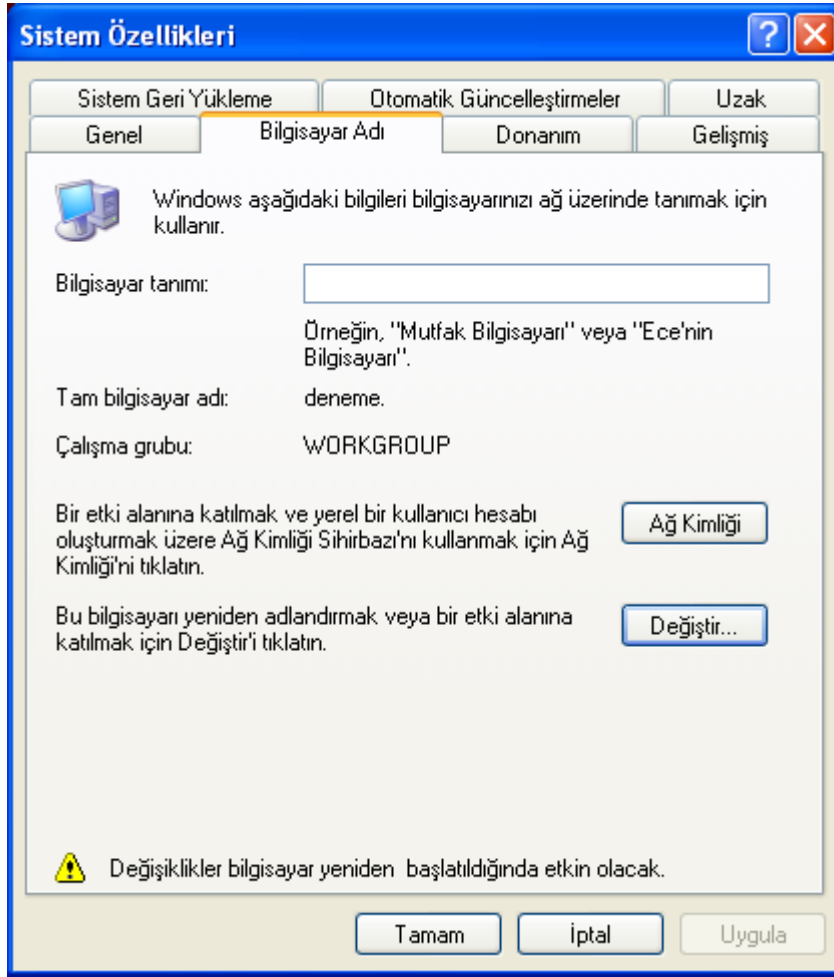 Sistem Özellikleri
Sistem Geri Yükleme
Otomatik Güncelleştirmeler
Uzak
Genel
Bilgisayar Adı
Donanım
Gelişmiş
Windows aşağıdaki bilgileri bilgisayarınızı ağ üzerinde tanımak için
kullanır.
Bilgisayar tanımı:
Örneğin, "Mutfak Bilgisayarı" veya "Ece'nin
Bilgisayarı".
Tam bilgisayar adı: deneme.
Çalışma grubu: WORKGROUP
Bir etki alanına katılmak ve yerel bir kullanıcı hesabı
oluşturmak üzere Ağ Kimliği Sihirbazı'nı kullanmak için Ağ
Kimliği'ni tıklatın.
Ağ Kimliği
Bu bilgisayarı yeniden adlandırmak veya bir etki alanına
katılmak için Değiştir'i tıklatın.
Değiştir...
Değişiklikler bilgisayar yeniden başlatıldığında etkin olacak.
Tamam
İptal
Uygula